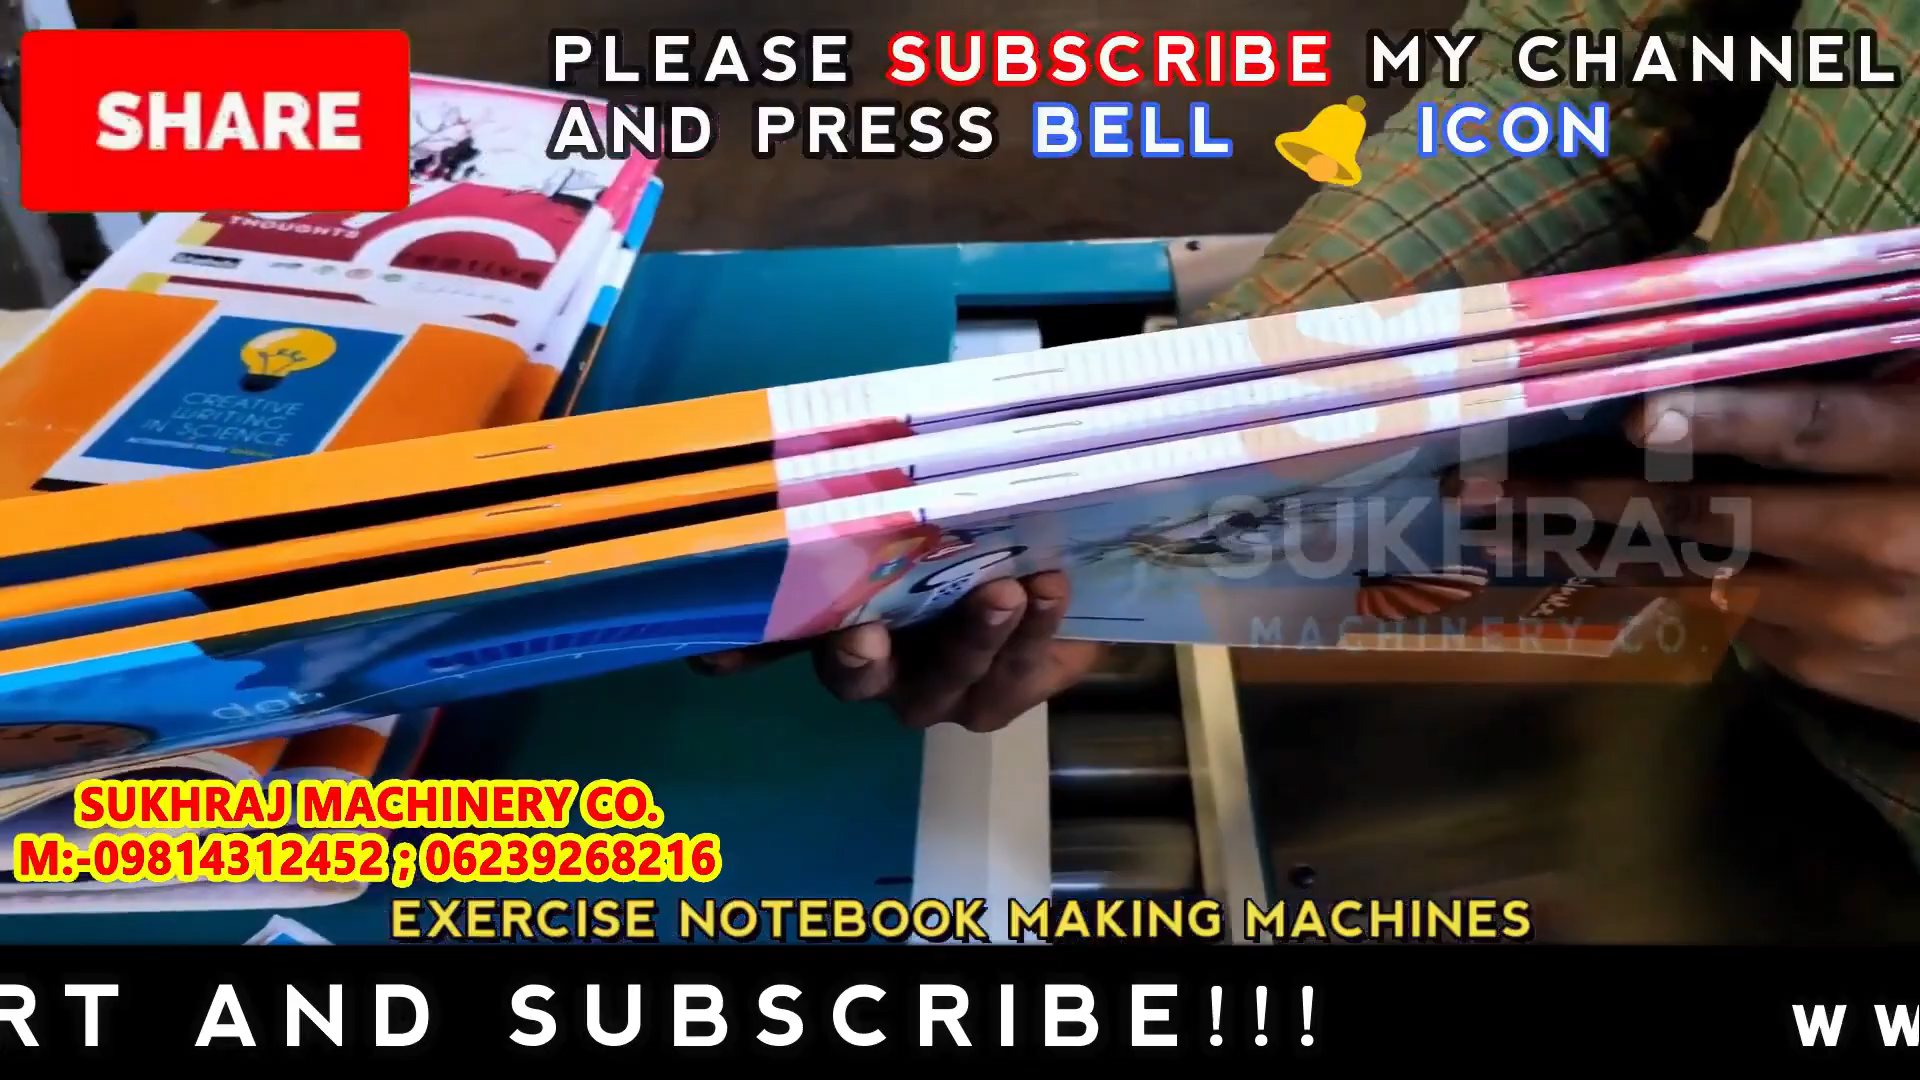 SHARE
PLEASE SUBSCRIBE MY CHANNEL
AND PRESS BELL ICON
THOUGHTS
CREATIVE
WRITING
IN SCIENCE
SM
SUKHRAJ
MACHINERY CO.
SUKHRAJ MACHINERY CO.
M:-09814312452 ; 06239268216
EXERCISE NOTEBOOK MAKING MACHINES
RT AND SUBSCRIBE!!!
ww